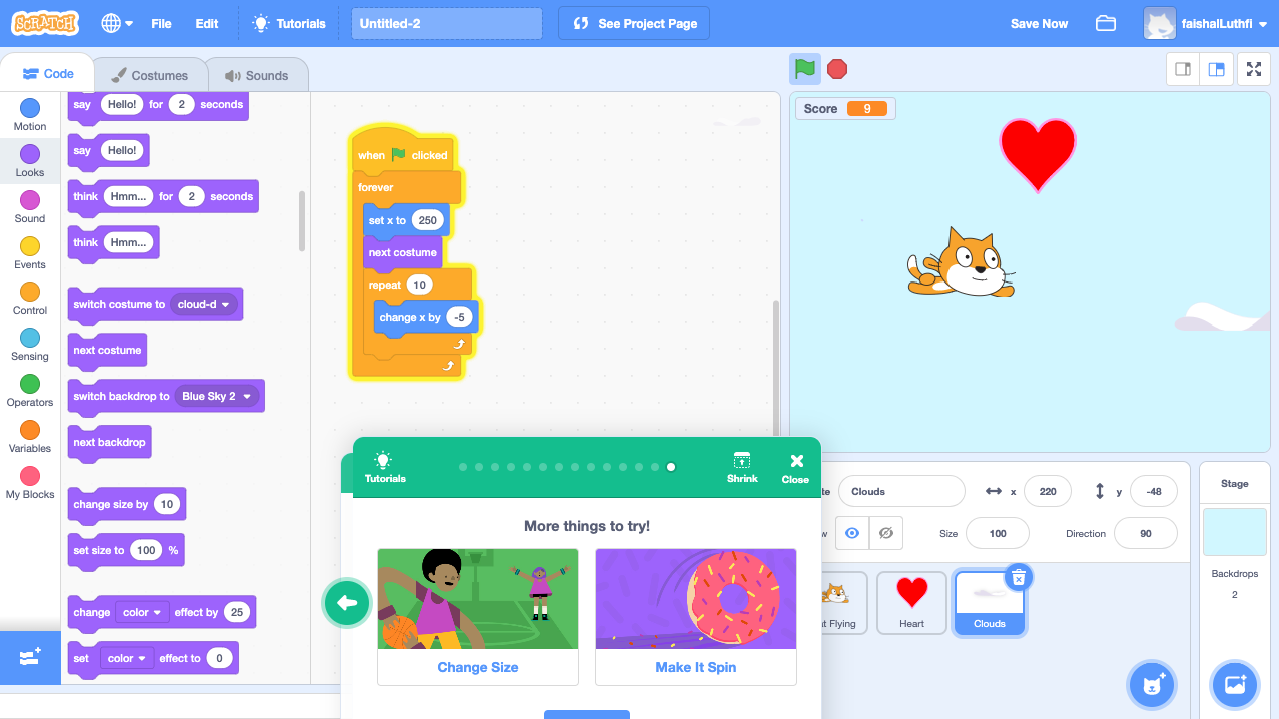 SCRATCH
File
Edit
Tutorials
Untitled-2
See Project Page
Save Now
faishalLuthfi
Code
Costumes
Sounds
Motion
Looks
Sound
Events
Control
Sensing
Operators
Variables
My Blocks
say Hello! for 2 seconds
say Hello!
think Hmm... for 2 seconds
think Hmm...
switch costume to cloud-d
next costume
switch backdrop to Blue Sky 2
next backdrop
change size by 10
set size to 100 %
change color effect by 25
set color effect to 0
when clicked
forever
set x to 250
next costume
repeat 10
change x by -5
Score 9
Tutorials
Shrink
Close
More things to try!
Change Size
Make It Spin
Clouds
x 220
y -48
Size 100
Direction 90
Flying
Heart
Clouds
Stage
Backdrops
2